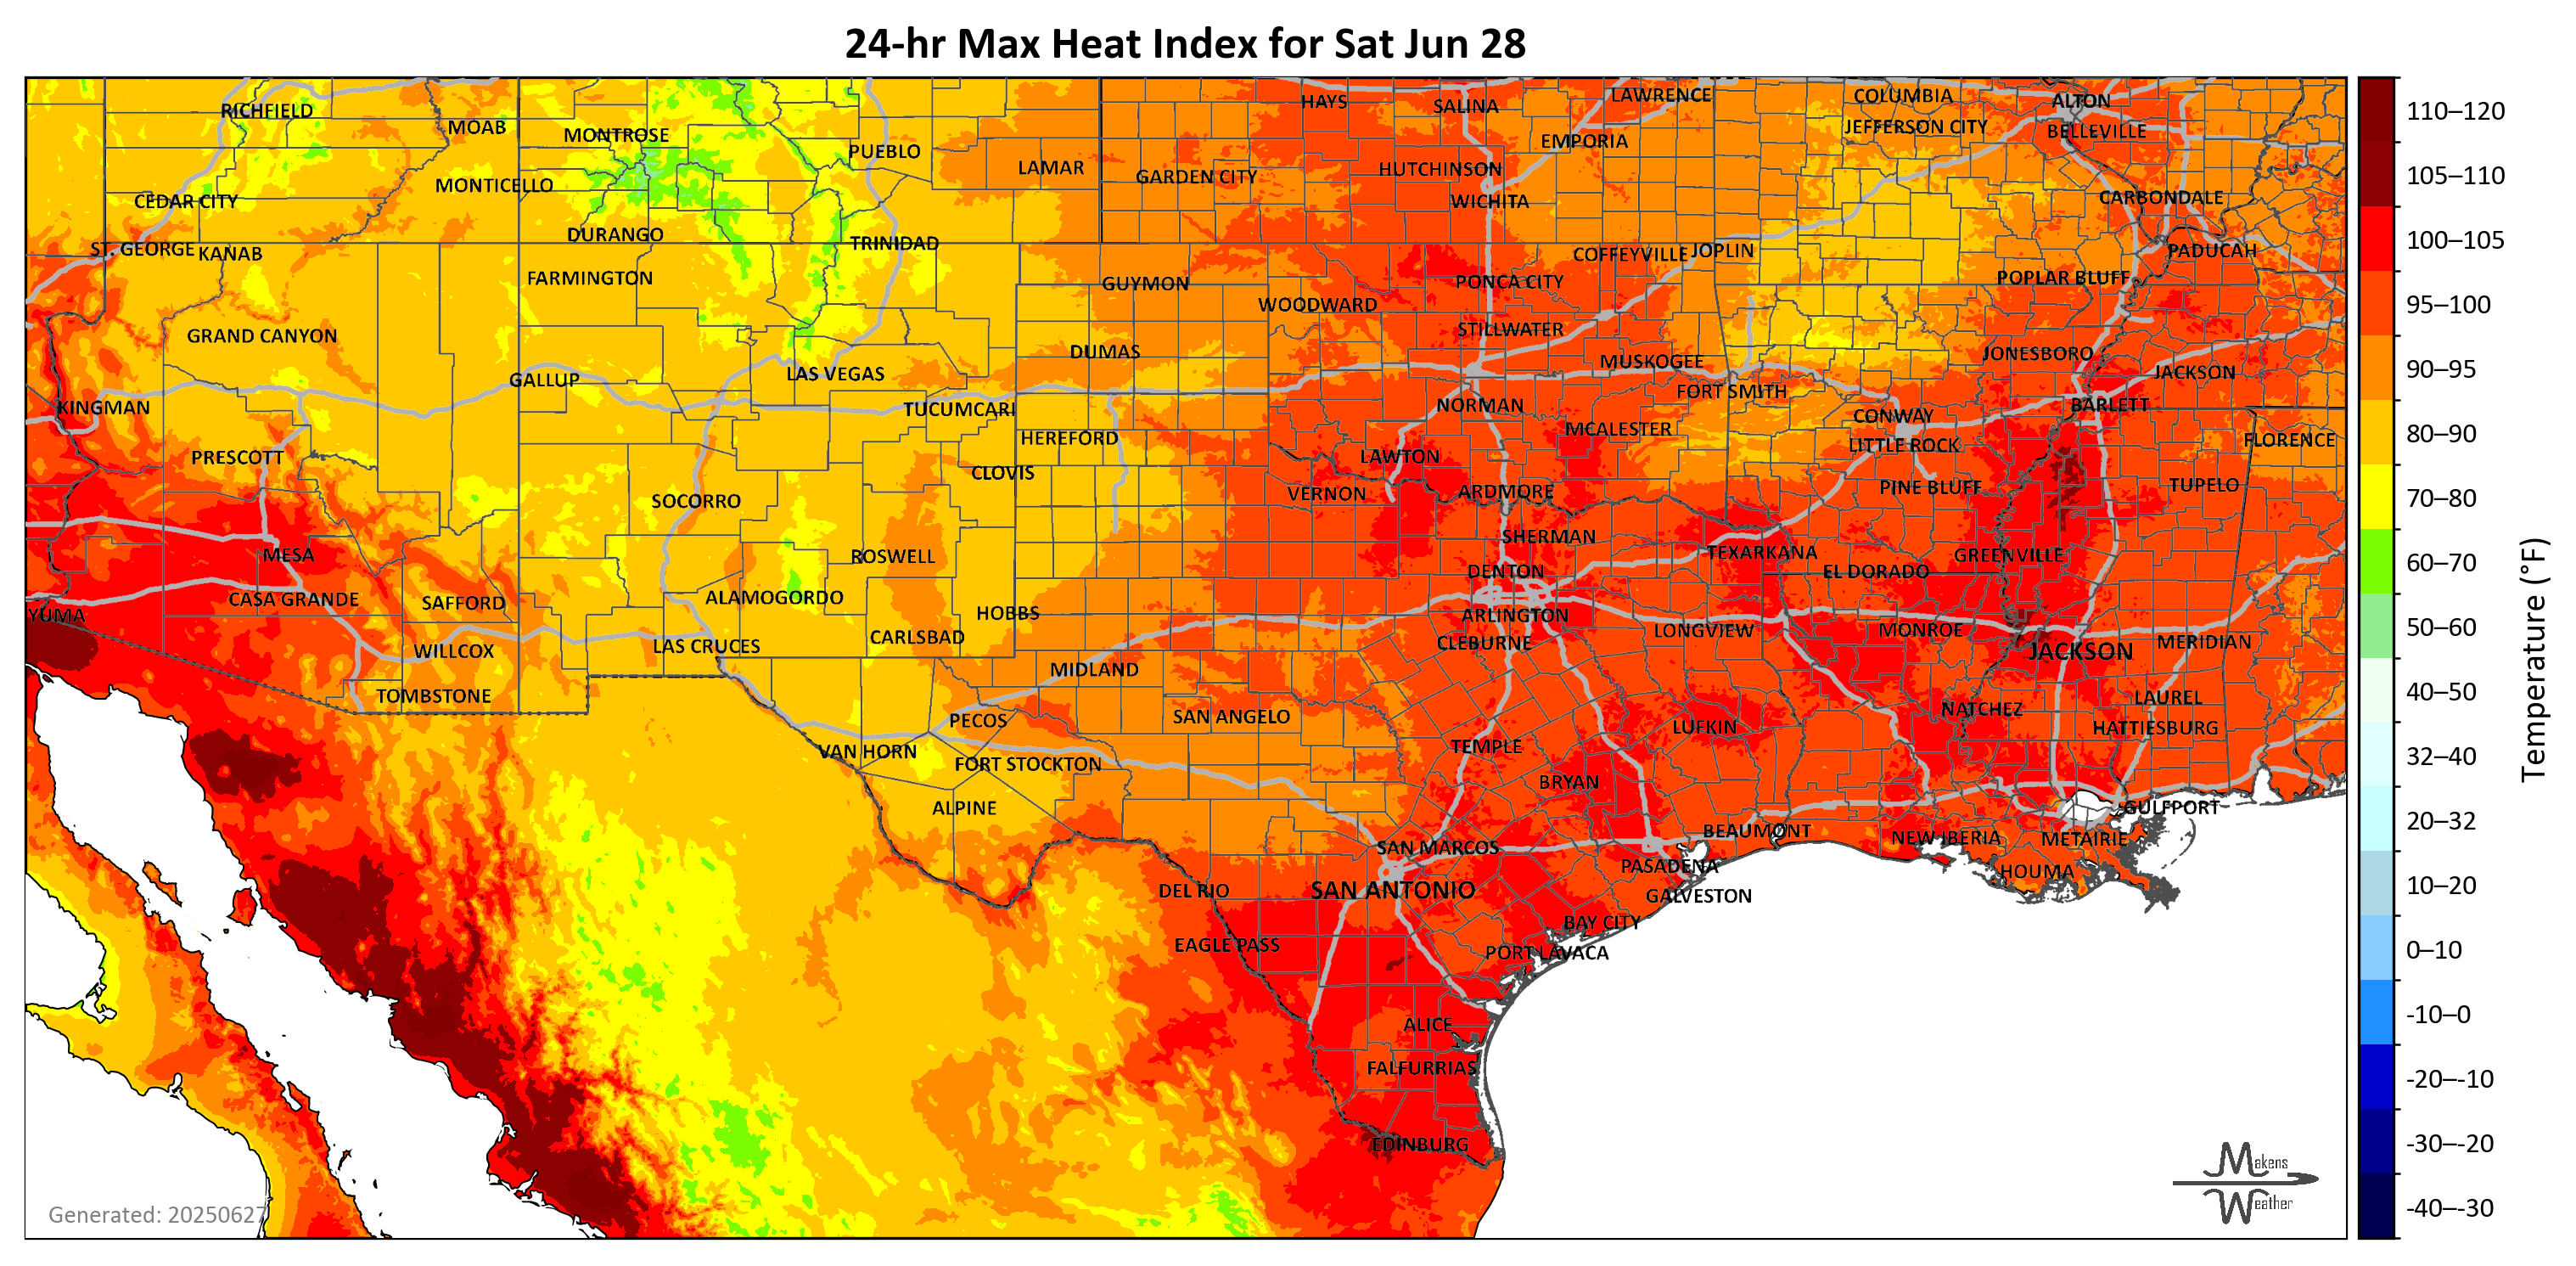 24-hr Max Heat Index for Sat Jun 28
RICHFIELD
MOAB
MONTROSE
PUEBLO
LAMAR
GARDEN CITY
HAYS
SALINA
LAWRENCE
EMPORIA
HUTCHINSON
WICHITA
COLUMBIA
JEFFERSON CITY
ALTON
BELLEVILLE
CARBONDALE
CEDAR CITY
MONTICELLO
DURANGO
TRINIDAD
ST. GEORGE
KANAB
FARMINGTON
GUYMON
WOODWARD
PONCA CITY
COFFEYVILLE
JOPLIN
POPLAR BLUFF
PADUCAH
GRAND CANYON
GALLUP
LAS VEGAS
DUMAS
STILLWATER
MUSKOGEE
FORT SMITH
JONESBORO
JACKSON
KINGMAN
TUCUMCARI
HEREFORD
NORMAN
MCALESTER
CONWAY
LITTLE ROCK
BARLETT
FLORENCE
PRESCOTT
SOCORRO
CLOVIS
LAWTON
VERNON
ARDMORE
PINE BLUFF
TUPELO
MESA
CASA GRANDE
SAFFORD
YUMA
WILLCOX
TOMBSTONE
ALAMOGORDO
ROSWELL
HOBBS
CARLSBAD
LAS CRUCES
SHERMAN
DENTON
ARLINGTON
CLEBURNE
TEXARKANA
EL DORADO
GREENVILLE
LONGVIEW
MONROE
JACKSON
MERIDIAN
MIDLAND
PECOS
SAN ANGELO
VAN HORN
FORT STOCKTON
ALPINE
TEMPLE
BRYAN
LUFKIN
NATCHEZ
LAUREL
HATTIESBURG
SAN MARCOS
SAN ANTONIO
BEAUMONT
PASADENA
GALVESTON
NEW IBERIA
METAIRIE
GULFPORT
HOUMA
DEL RIO
EAGLE PASS
BAY CITY
PORT LAVACA
ALICE
FALFURRIAS
EDINBURG
Generated: 20250627
Makens
Weather
110–120
105–110
100–105
95–100
90–95
80–90
70–80
60–70
50–60
40–50
32–40
20–32
10–20
0–10
-10–0
-20–-10
-30–-20
-40–-30
Temperature (°F)